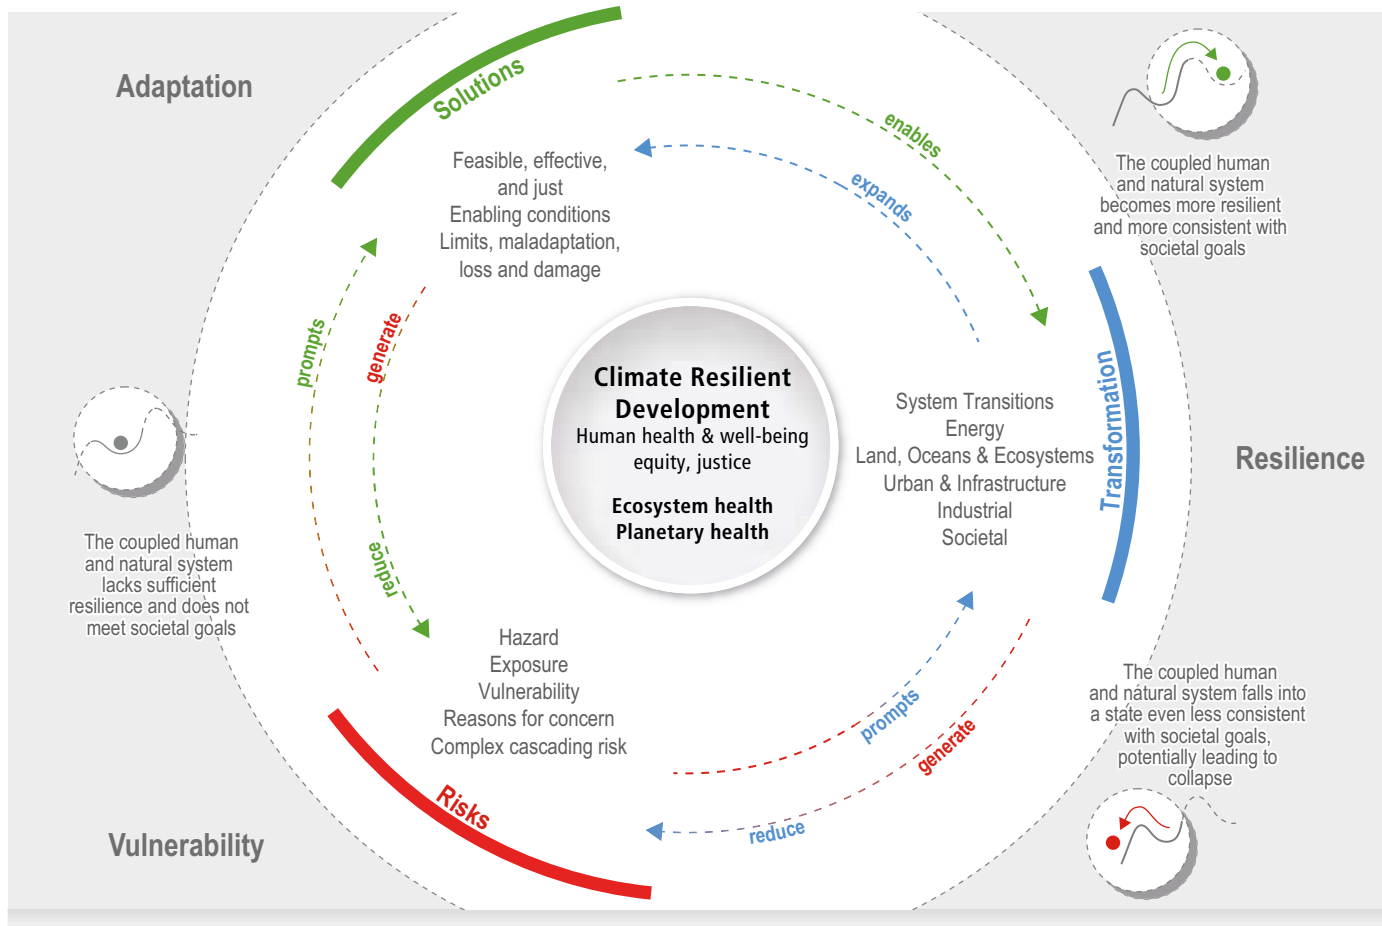 Adaptation
Solutions
Feasible, effective,
and just
Enabling conditions
Limits, maladaptation,
loss and damage
enables
expands
The coupled human
and natural system
becomes more resilient
and more consistent with
societal goals
prompts
generate
reduce
The coupled human
and natural system
lacks sufficient
resilience and does not
meet societal goals
Climate Resilient
Development
Human health & well-being
equity, justice
Ecosystem health
Planetary health
System Transitions
Energy
Land, Oceans & Ecosystems
Urban & Infrastructure
Industrial
Societal
Transformation
Resilience
Hazard
Exposure
Vulnerability
Reasons for concern
Complex cascading risk
Risks
prompts
generate
reduce
The coupled human
and natural system falls into
a state even less consistent
with societal goals,
potentially leading to
collapse
Vulnerability